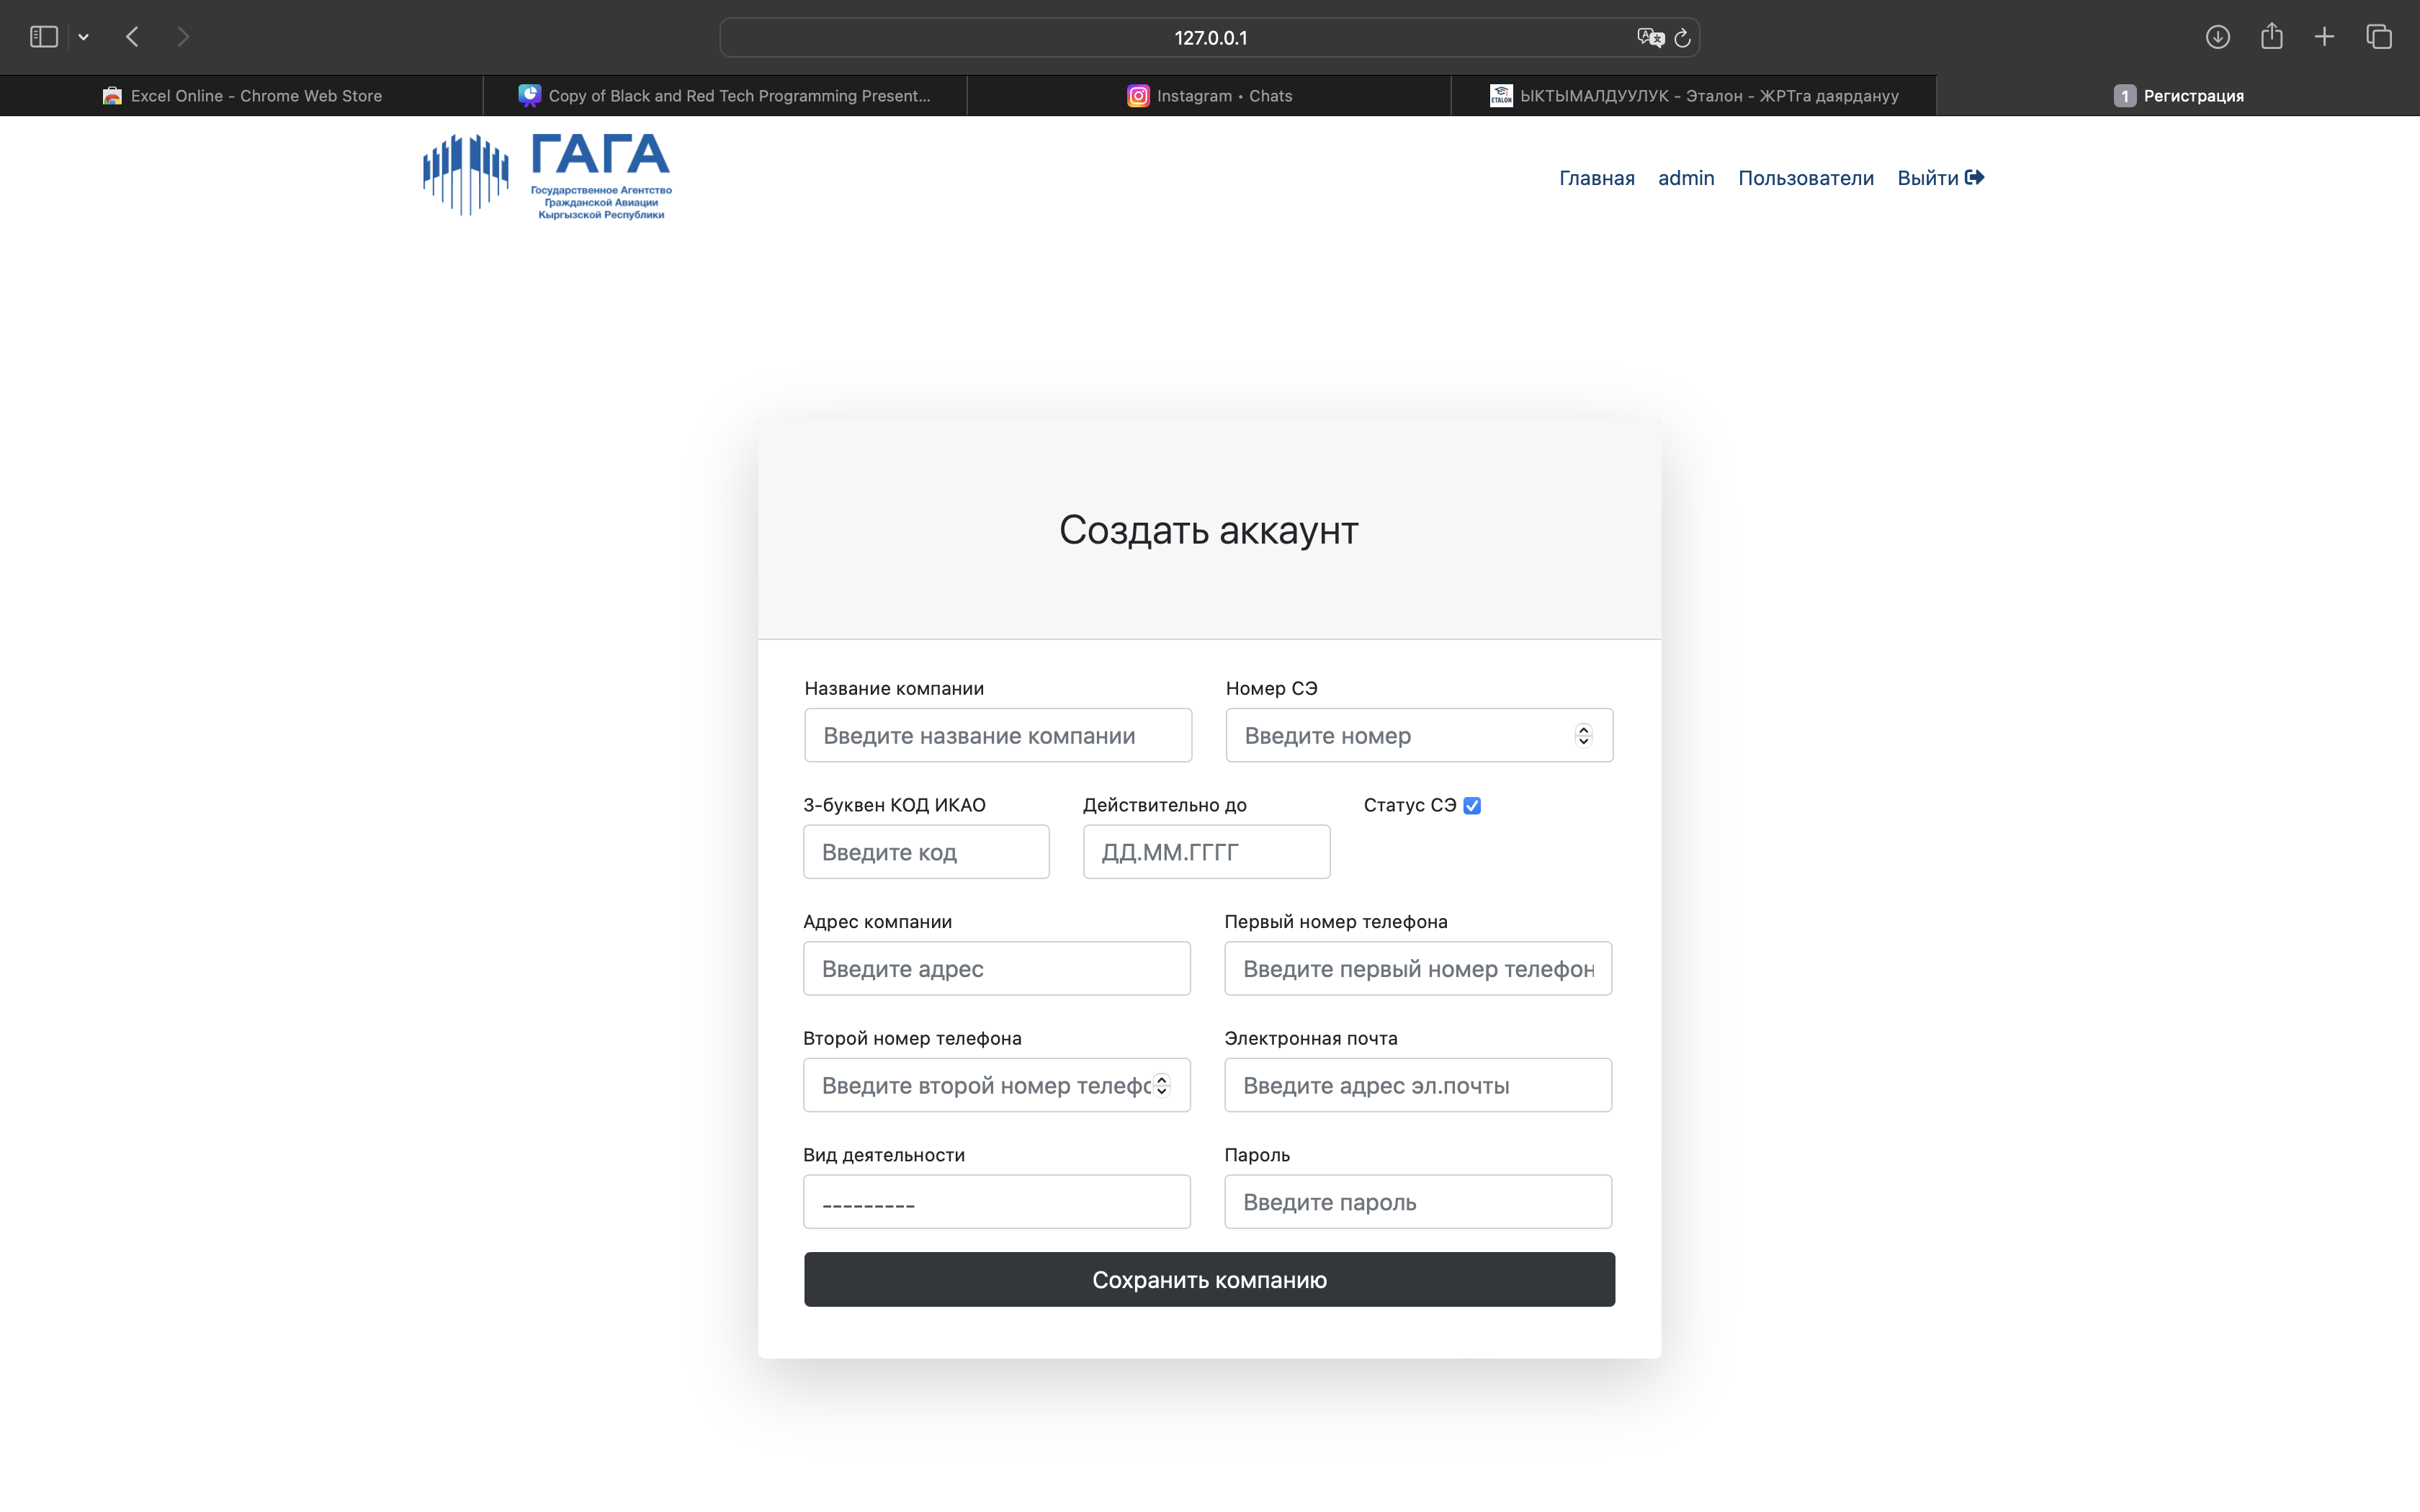 127.0.0.1
Excel Online - Chrome Web Store
Copy of Black and Red Tech Programming Present...
Instagram • Chats
ETALON
ЫКТЫМАЛДУУЛУК - Эталон - ЖРТга даярдануу
1 Регистрация
ГАГА
Государственное Агентство
Гражданской Авиации
Кыргызской Республики
Главная admin Пользователи Выйти
Создать аккаунт
Название компании
Номер СЭ
Введите название компании
Введите номер
3-буквен КОД ИКАО
Действительно до
Статус СЭ
Введите код
ДД.ММ.ГГГГ
Адрес компании
Первый номер телефона
Введите адрес
Введите первый номер телефон
Второй номер телефона
Электронная почта
Введите второй номер телефо
Введите адрес эл.почты
Вид деятельности
Пароль
---------
Введите пароль
Сохранить компанию